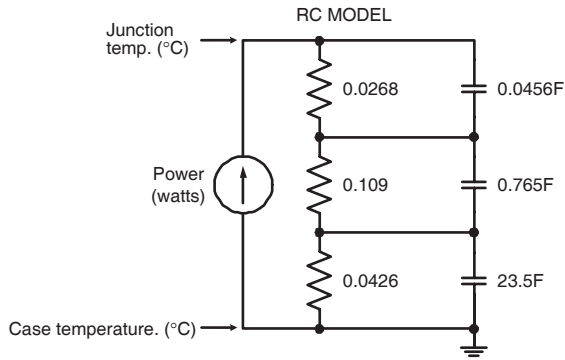 RC MODEL
Junction
temp. (°C)
0.0268
0.0456F
Power
(watts)
0.109
0.765F
0.0426
23.5F
Case temperature. (°C)